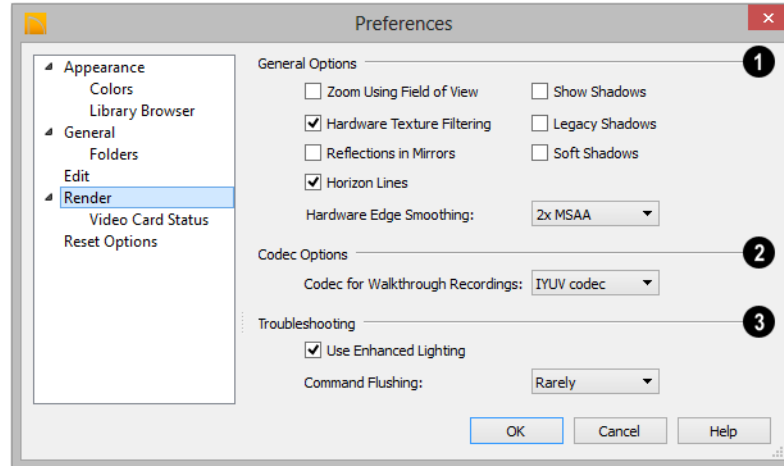 Preferences
Appearance
Colors
Library Browser
General
Folders
Edit
Render
Video Card Status
Reset Options
General Options 1
Zoom Using Field of View Show Shadows
Hardware Texture Filtering Legacy Shadows
Reflections in Mirrors Soft Shadows
Horizon Lines
Hardware Edge Smoothing: 2x MSAA
Codec Options 2
Codec for Walkthrough Recordings: IYUV codec
Troubleshooting 3
Use Enhanced Lighting
Command Flushing: Rarely
OK Cancel Help